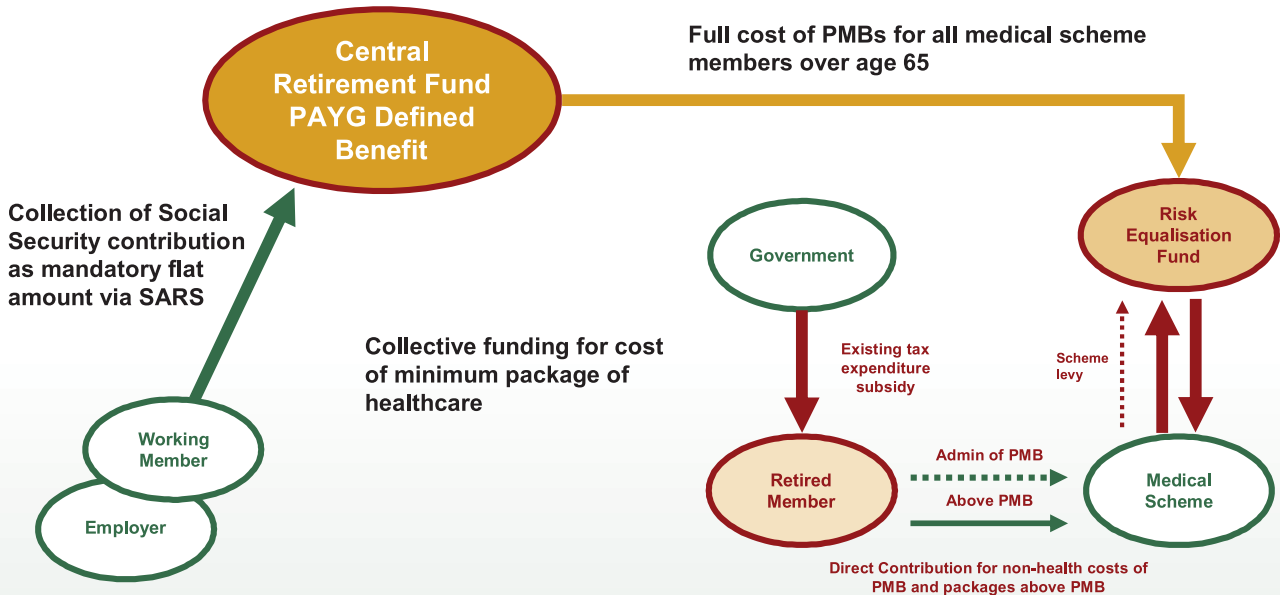 Central
Retirement Fund
PAYG Defined
Benefit
Full cost of PMBs for all medical scheme
members over age 65
Collection of Social
Security contribution
as mandatory flat
amount via SARS
Risk
Equalisation
Fund
Government
Collective funding for cost
of minimum package of
healthcare
Existing tax
expenditure
subsidy
Scheme
levy
Working
Member
Employer
Retired
Member
Admin of PMB
Above PMB
Medical
Scheme
Direct Contribution for non-health costs of
PMB and packages above PMB